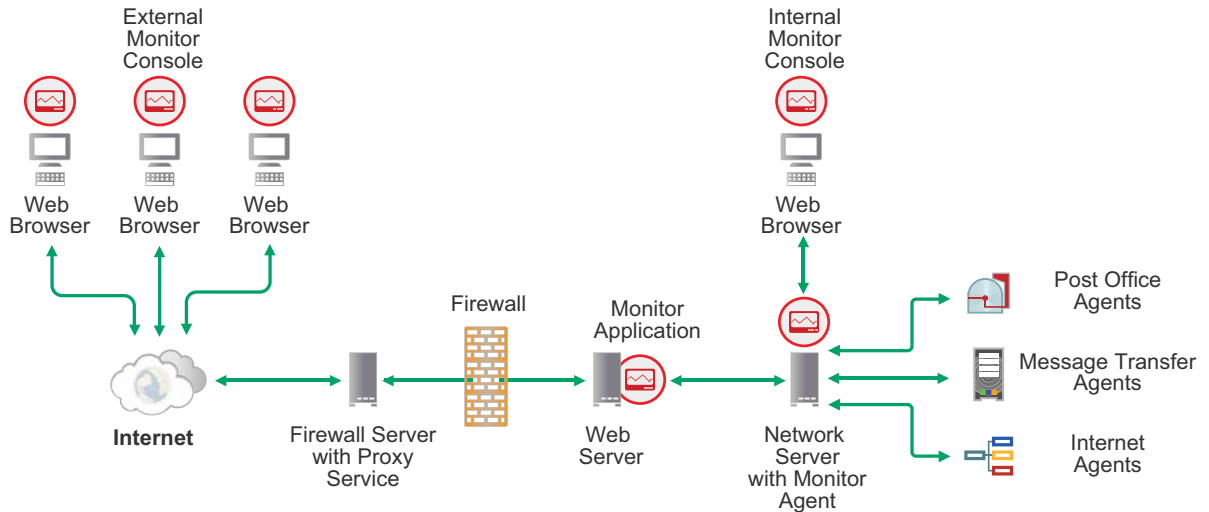 External
Monitor
Console
Internal
Monitor
Console
Web
Browser
Web
Browser
Web
Browser
Web
Browser
Firewall
Monitor
Application
Post Office
Agents
Message Transfer
Agents
Internet
Agents
Internet
Firewall Server
with Proxy
Service
Web
Server
Network
Server
with Monitor
Agent